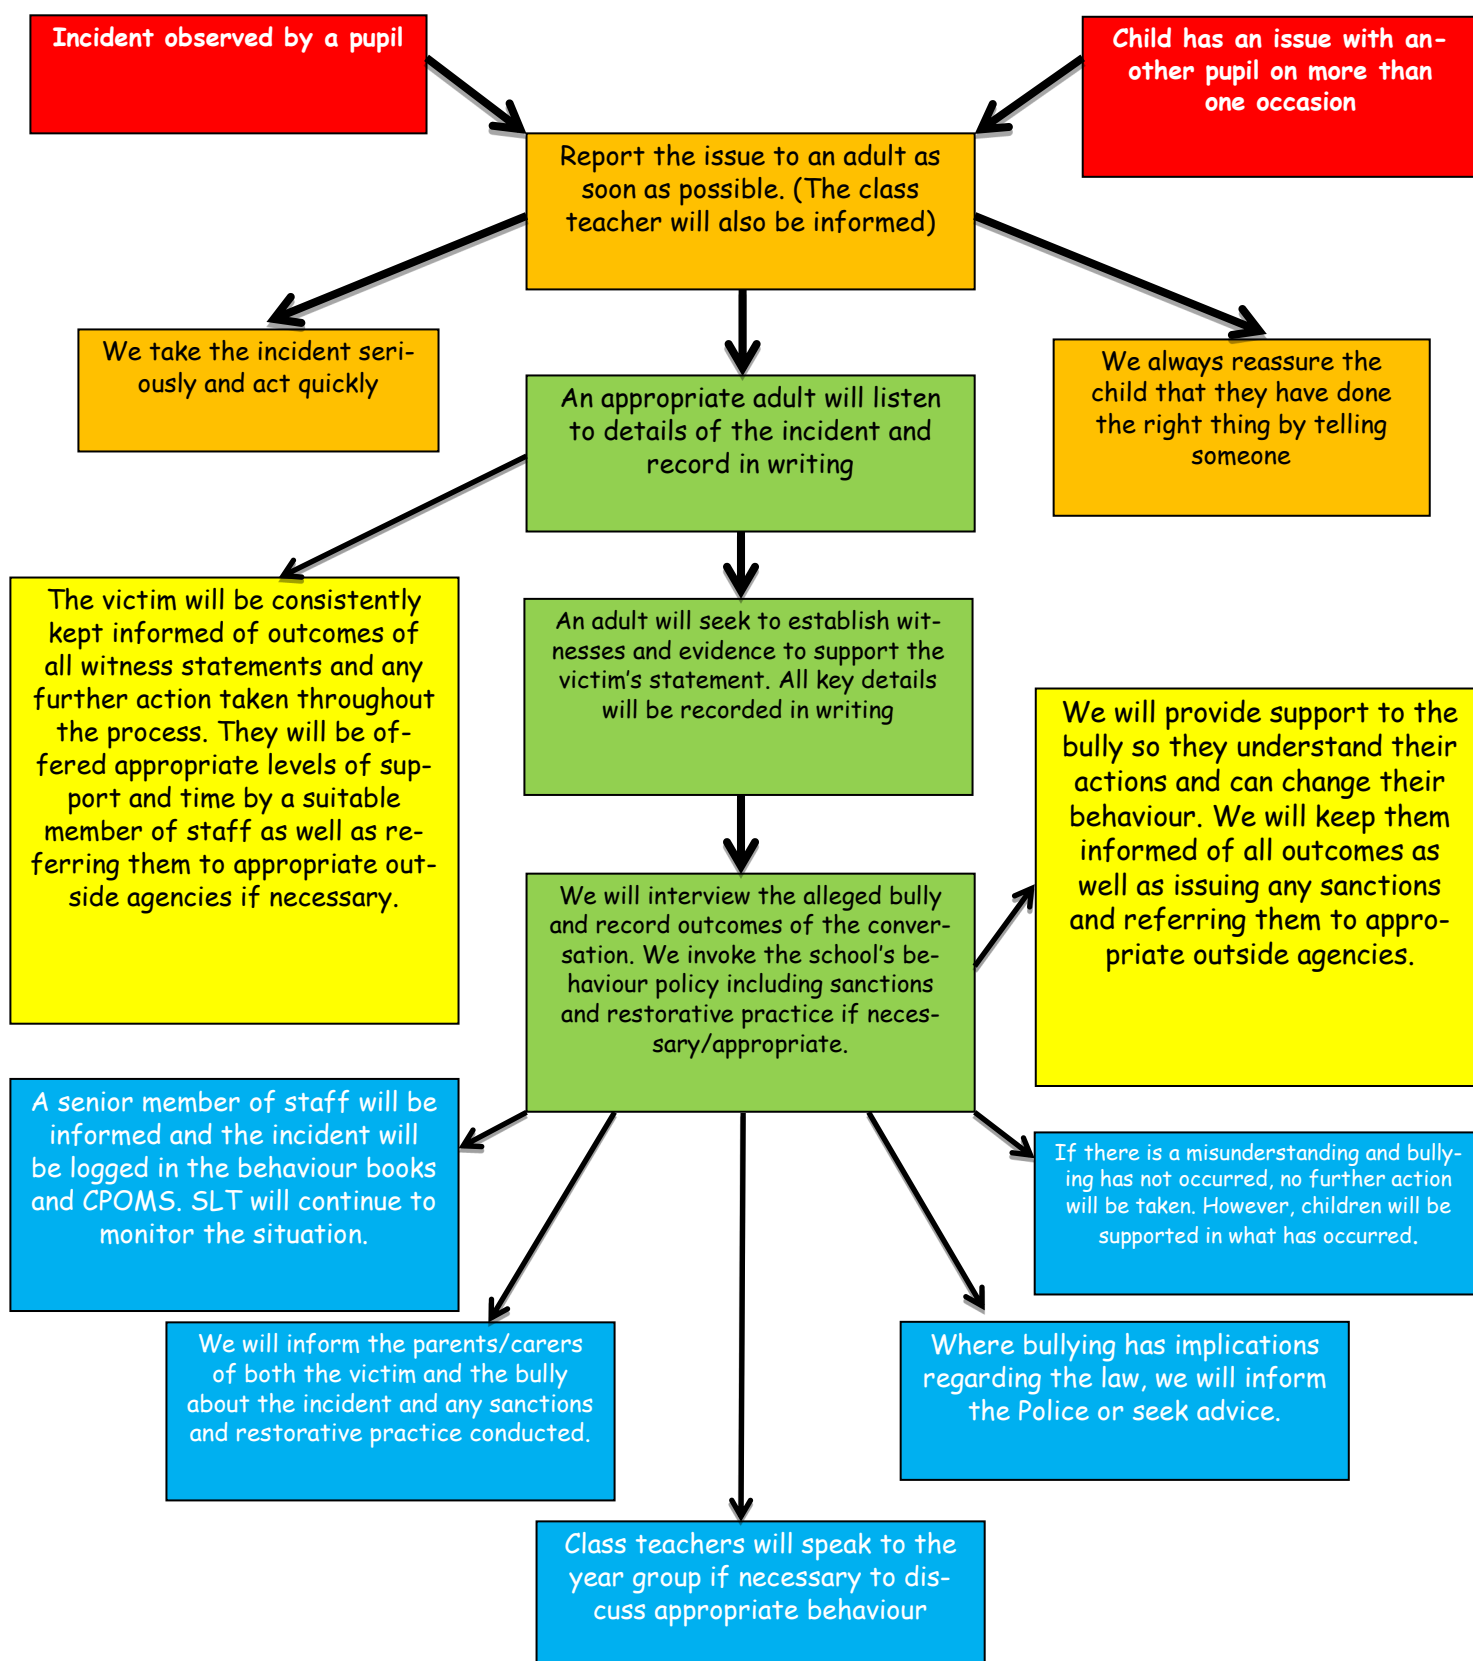 Incident observed by a pupil
Child has an issue with an-
other pupil on more than
one occasion
Report the issue to an adult as
soon as possible. (The class
teacher will also be informed)
We take the incident seri-
ously and act quickly
We always reassure the
child that they have done
the right thing by telling
someone
An appropriate adult will listen
to details of the incident and
record in writing
The victim will be consistently
kept informed of outcomes of
all witness statements and any
further action taken throughout
the process. They will be of-
fered appropriate levels of sup-
port and time by a suitable
member of staff as well as re-
ferring them to appropriate out-
side agencies if necessary.
An adult will seek to establish wit-
nesses and evidence to support the
victim's statement. All key details
will be recorded in writing
We will provide support to the
bully so they understand their
actions and can change their
behaviour. We will keep them
informed of all outcomes as
well as issuing any sanctions
and referring them to appro-
priate outside agencies.
We will interview the alleged bully
and record outcomes of the conver-
sation. We invoke the school's be-
haviour policy including sanctions
and restorative practice if neces-
sary/appropriate.
A senior member of staff will be
informed and the incident will
be logged in the behaviour books
and CPOMS. SLT will continue to
monitor the situation.
If there is a misunderstanding and bully-
ing has not occurred, no further action
will be taken. However, children will be
supported in what has occurred.
We will inform the parents/carers
of both the victim and the bully
about the incident and any sanctions
and restorative practice conducted.
Where bullying has implications
regarding the law, we will inform
the Police or seek advice.
Class teachers will speak to the
year group if necessary to dis-
cuss appropriate behaviour